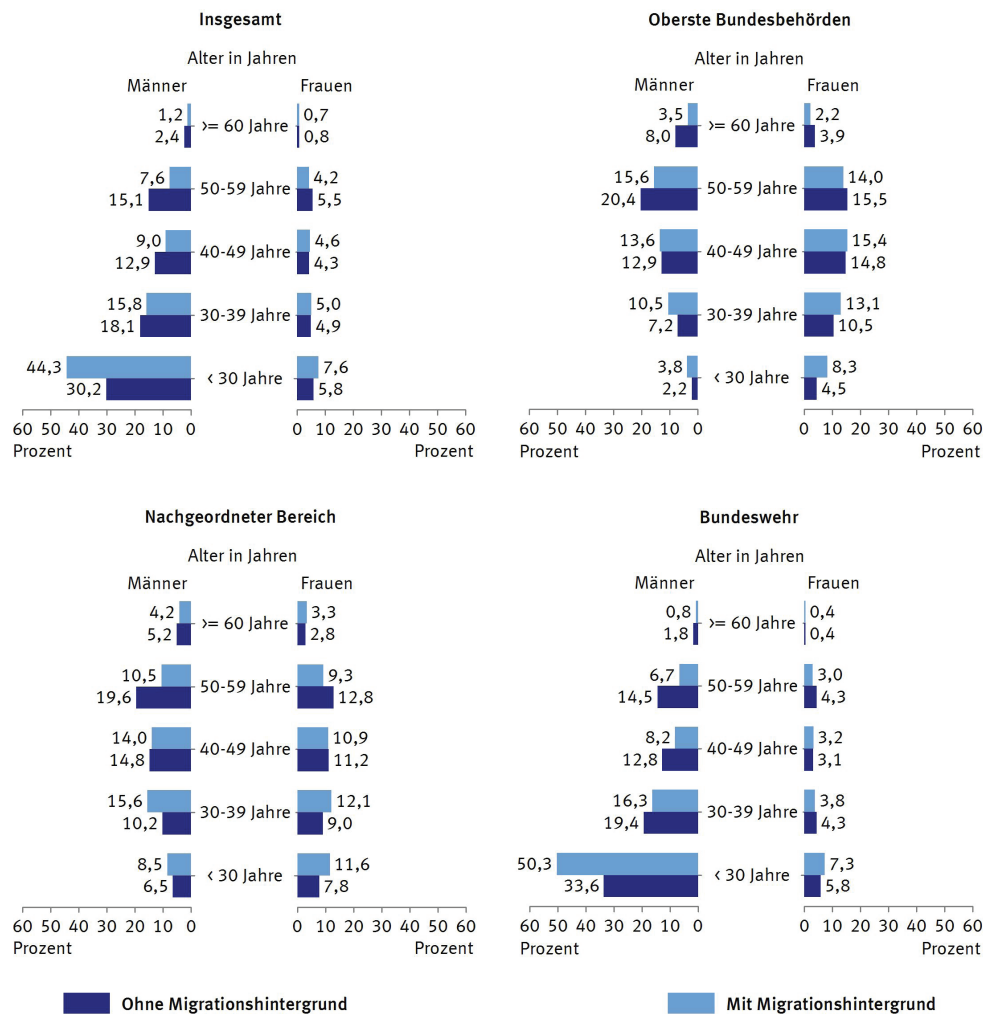 Insgesamt
Alter in Jahren
Männer Frauen
1,2 >= 60 Jahre 0,7
2,4 0,8
7,6 50-59 Jahre 4,2
15,1 5,5
9,0 40-49 Jahre 4,6
12,9 4,3
15,8 30-39 Jahre 5,0
18,1 4,9
44,3 < 30 Jahre 7,6
30,2 5,8
60 50 40 30 20 10 0 0 10 20 30 40 50 60
Prozent Prozent
Oberste Bundesbehörden
Alter in Jahren
Männer Frauen
3,5 >= 60 Jahre 2,2
8,0 3,9
15,6 50-59 Jahre 14,0
20,4 15,5
13,6 40-49 Jahre 15,4
12,9 14,8
10,5 30-39 Jahre 13,1
7,2 10,5
3,8 < 30 Jahre 8,3
2,2 4,5
60 50 40 30 20 10 0 0 10 20 30 40 50 60
Prozent Prozent
Nachgeordneter Bereich
Alter in Jahren
Männer Frauen
4,2 >= 60 Jahre 3,3
5,2 2,8
10,5 50-59 Jahre 9,3
19,6 12,8
14,0 40-49 Jahre 10,9
14,8 11,2
15,6 30-39 Jahre 12,1
10,2 9,0
8,5 < 30 Jahre 11,6
6,5 7,8
60 50 40 30 20 10 0 0 10 20 30 40 50 60
Prozent Prozent
Bundeswehr
Alter in Jahren
Männer Frauen
0,8 >= 60 Jahre 0,4
1,8 0,4
6,7 50-59 Jahre 3,0
14,5 4,3
8,2 40-49 Jahre 3,2
12,8 3,1
16,3 30-39 Jahre 3,8
19,4 4,3
50,3 < 30 Jahre 7,3
33,6 5,8
60 50 40 30 20 10 0 0 10 20 30 40 50 60
Prozent Prozent
Ohne Migrationshintergrund Mit Migrationshintergrund